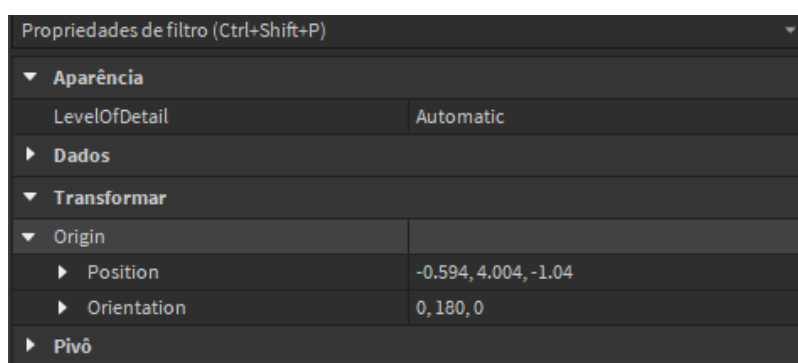 Propriedades de filtro (Ctrl+Shift+P)
Aparência
LevelOfDetail Automatic
Dados
Transformar
Origin
Position -0.594, 4.004, -1.04
Orientation 0, 180, 0
Pivô